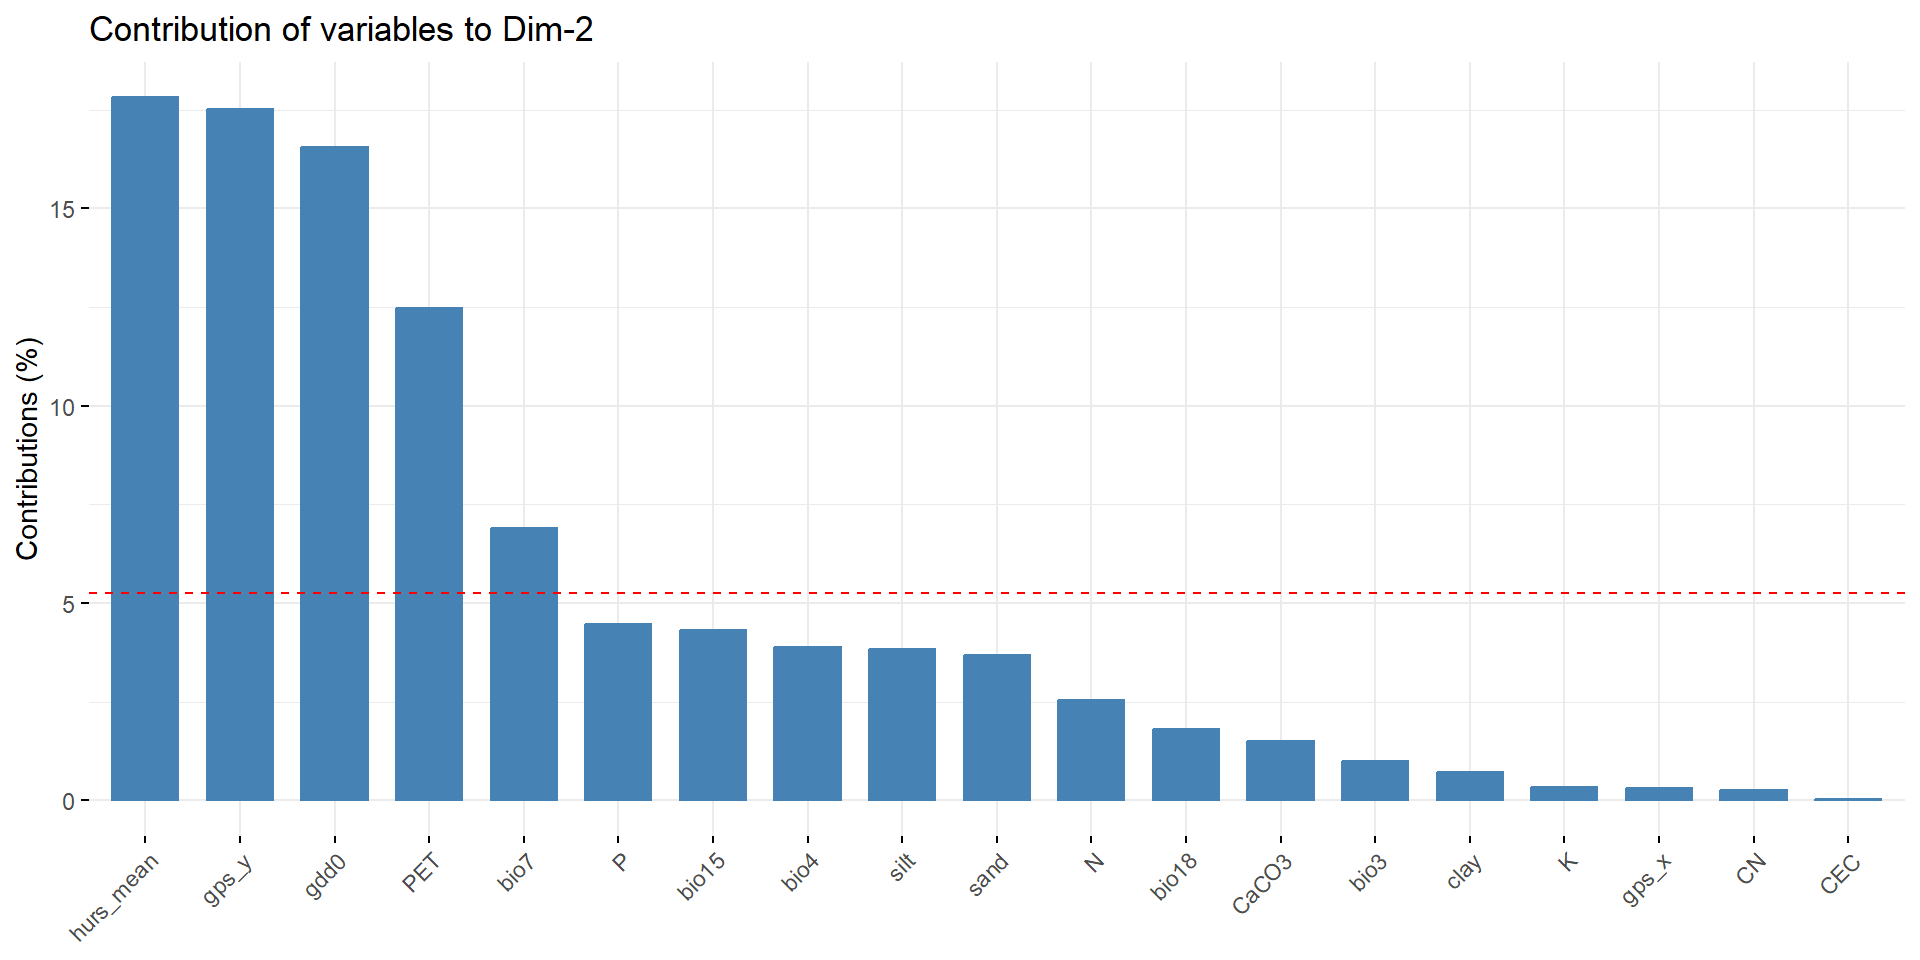 Contribution of variables to Dim-2
Contributions (%)
15
10
5
0
hurs_mean
gps_y
gdd0
PET
bio7
P
bio15
bio4
silt
sand
N
bio18
CaCO3
bio3
clay
K
gps_x
CN
CEC